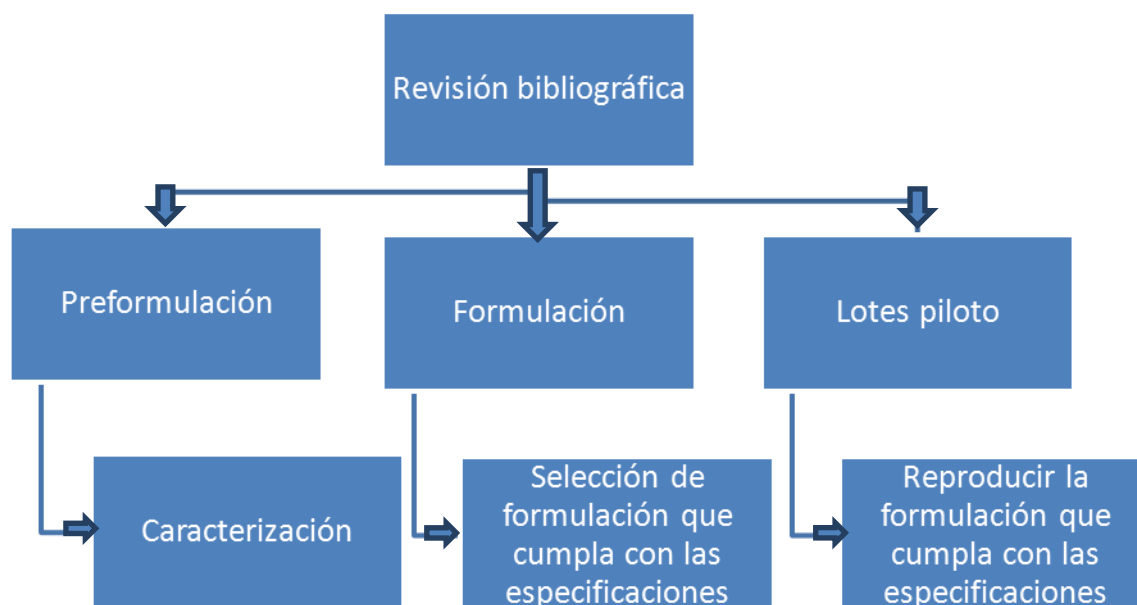 Revisión bibliográfica
Preformulación
Formulación
Lotes piloto
Caracterización
Selección de
formulación que
cumpla con las
especificaciones
Reproducir la
formulación que
cumpla con las
especificaciones